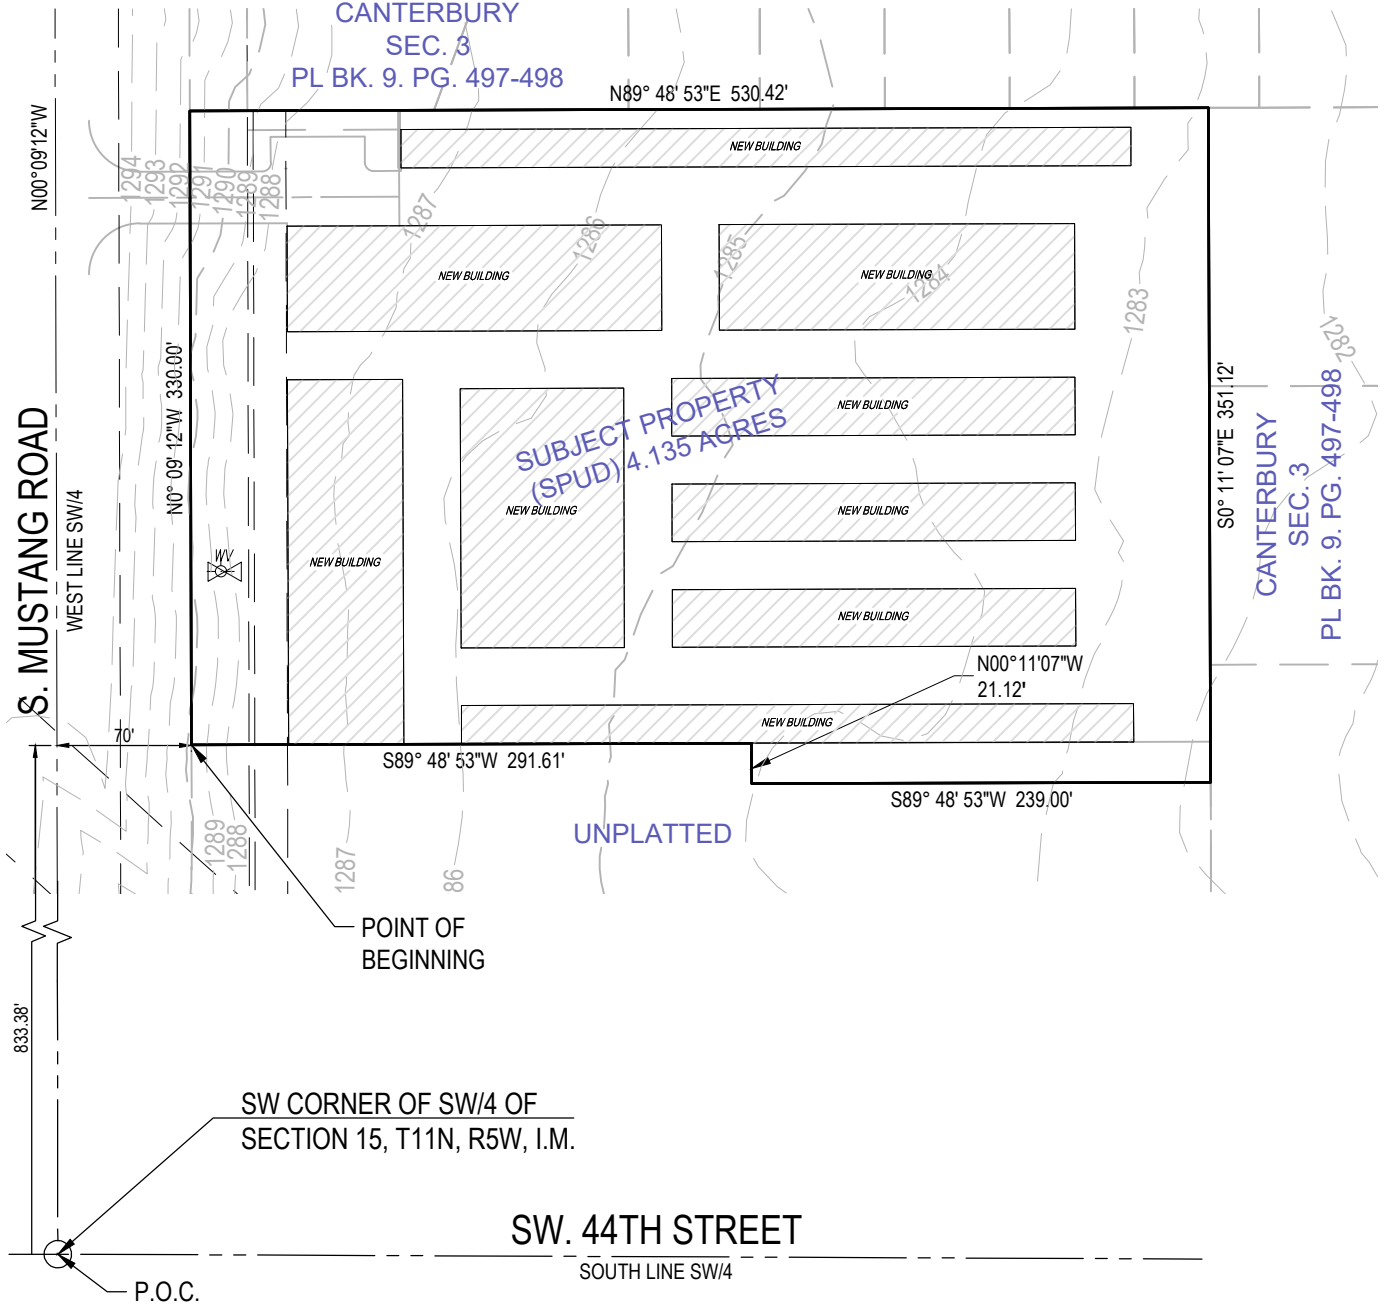 CANTERBURY
SEC. 3
PL BK. 9. PG. 497-498
N89° 48' 53"E 530.42'
N00°09'12"W
NEW BUILDING
1294
1293
1292
1291
1290
1289
1288
1287
1286
1285
1284
1283
1282
NEW BUILDING
NEW BUILDING
N0° 09' 12"W 330.00'
S0° 11' 07"E 351.12'
SUBJECT PROPERTY
(SPUD) 4.135 ACRES
NEW BUILDING
NEW BUILDING
NEW BUILDING
NEW BUILDING
NEW BUILDING
CANTERBURY
SEC. 3
PL BK. 9. PG. 497-498
S. MUSTANG ROAD
WEST LINE SW/4
WV
N00°11'07"W
21.12'
NEW BUILDING
70'
S89° 48' 53"W 291.61'
S89° 48' 53"W 239.00'
UNPLATTED
1289
1288
1287
86
POINT OF
BEGINNING
833.38'
SW CORNER OF SW/4 OF
SECTION 15, T11N, R5W, I.M.
SW. 44TH STREET
SOUTH LINE SW/4
P.O.C.